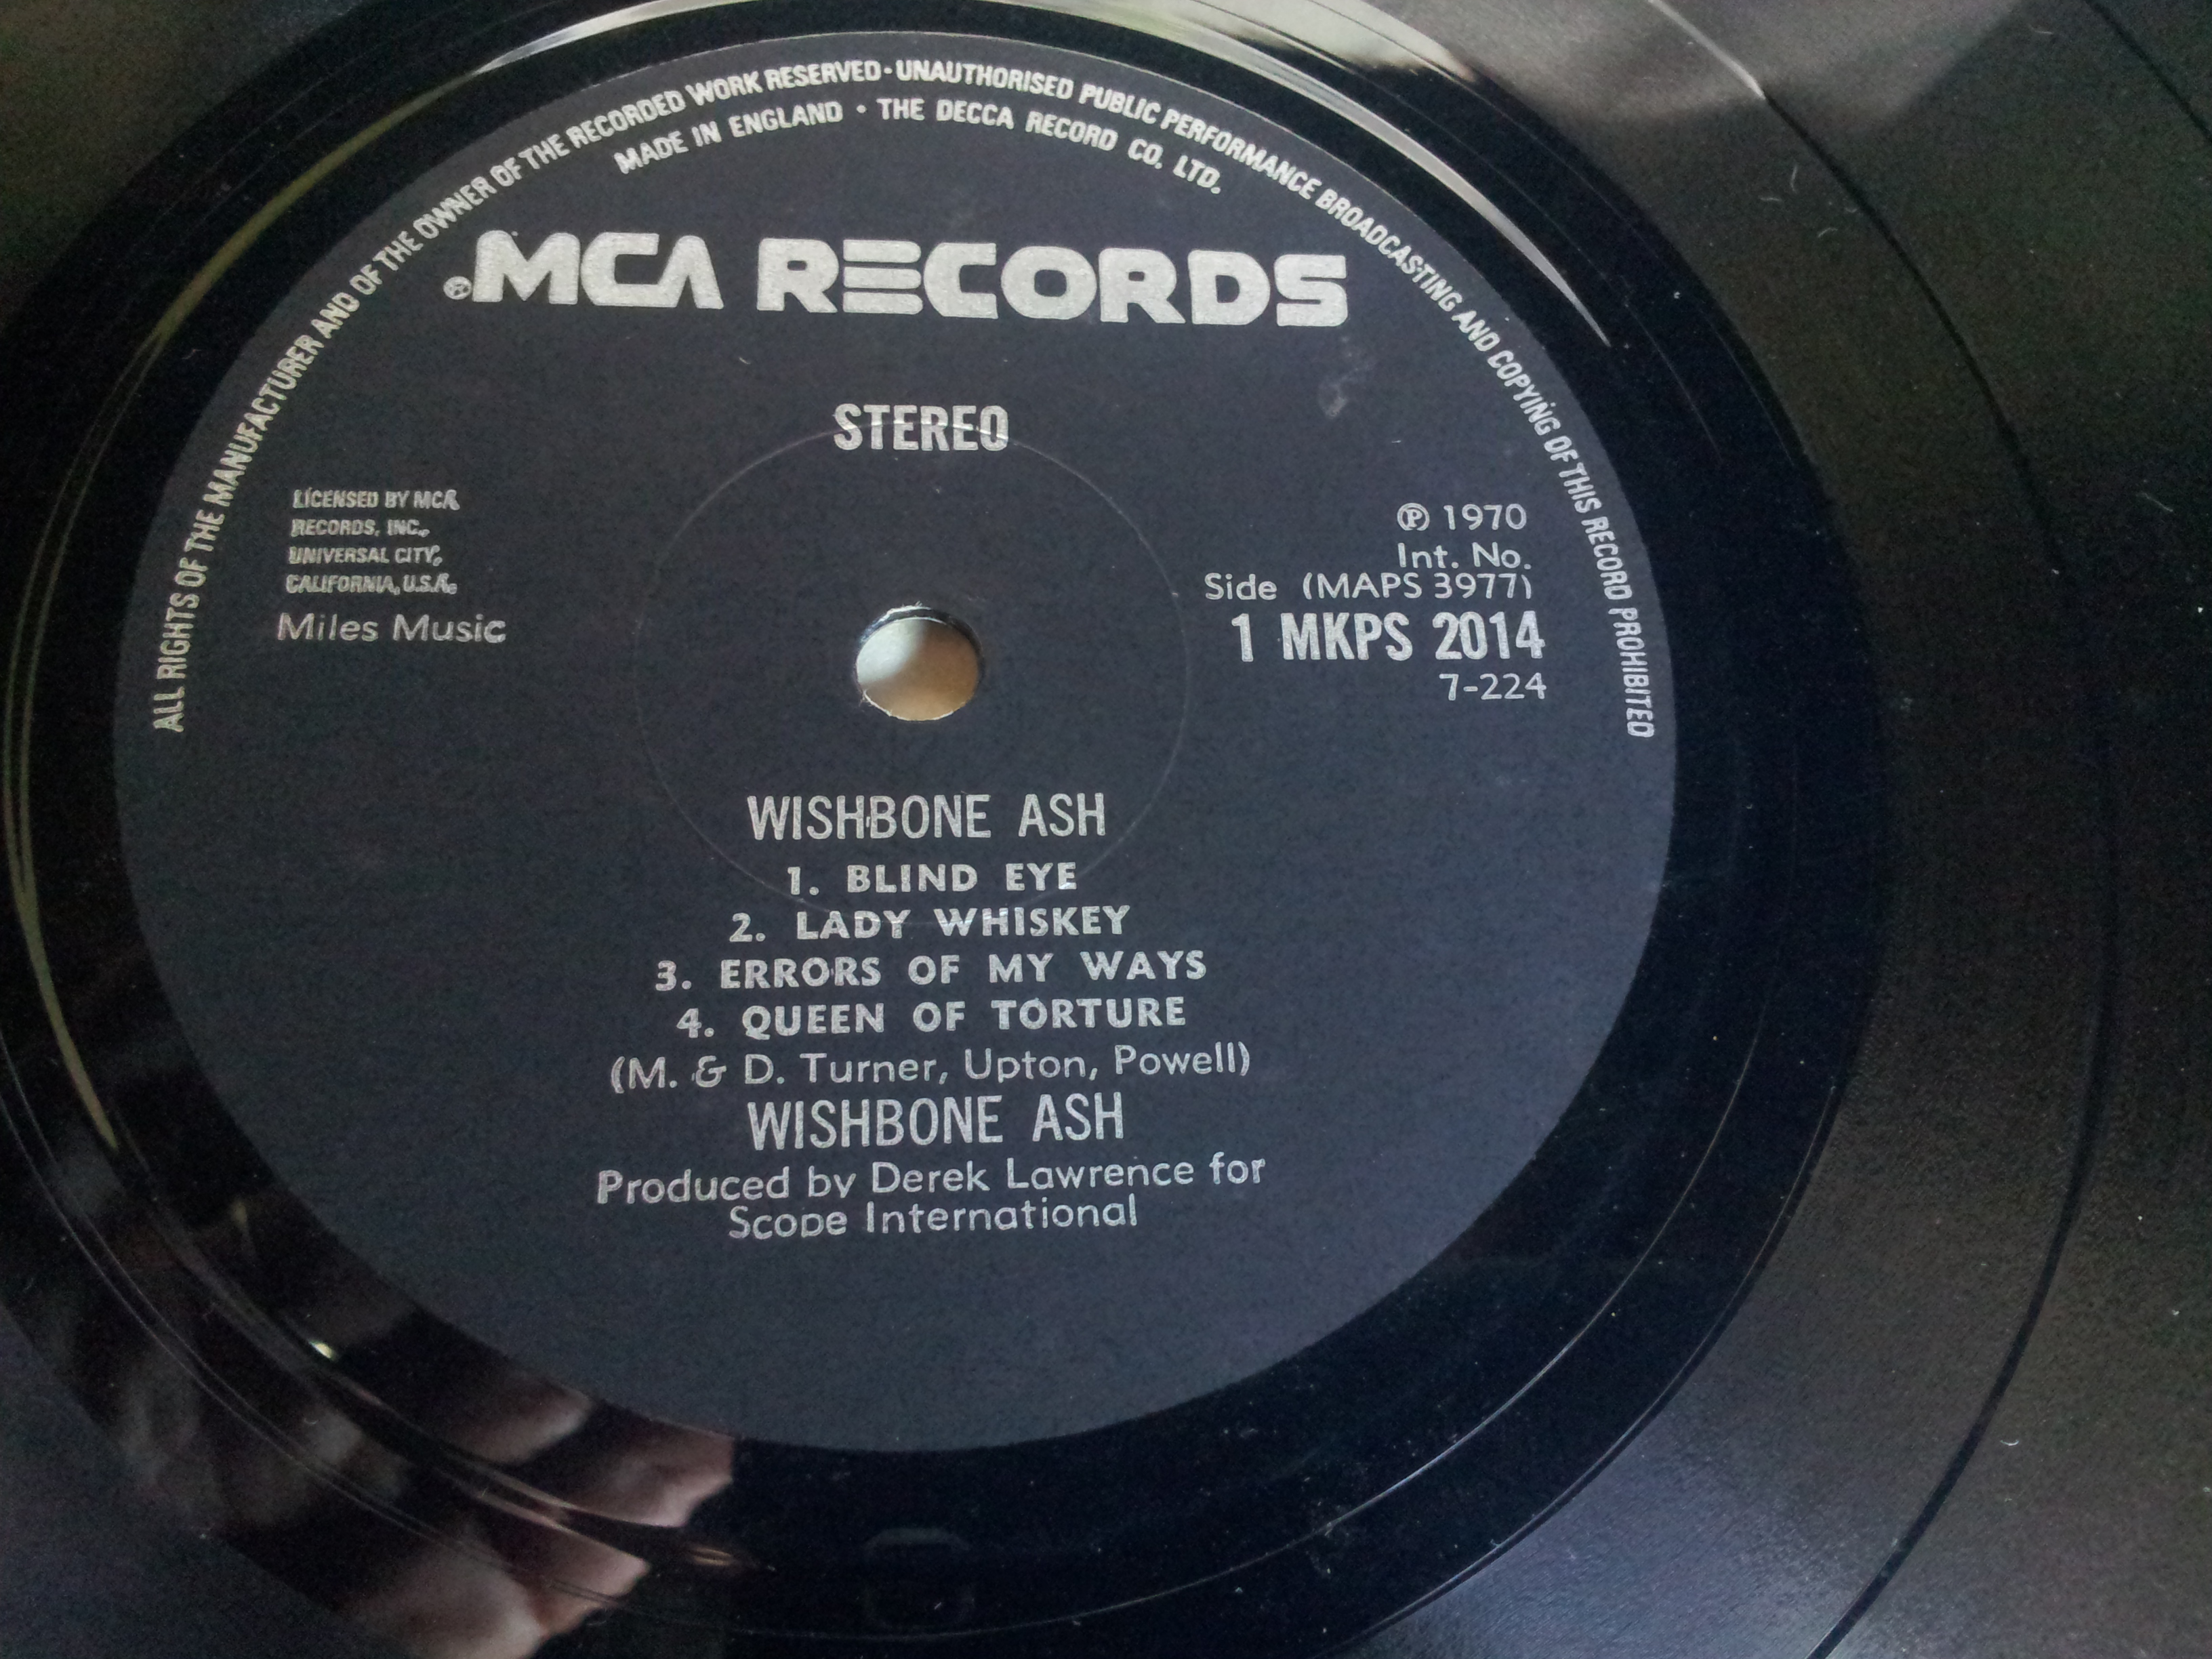 ALL RIGHTS OF THE MANUFACTURER AND OF THE OWNER OF THE RECORDED WORK RESERVED · UNAUTHORISED PUBLIC PERFORMANCE BROADCASTING AND COPYING OF THIS RECORD PROHIBITED
MADE IN ENGLAND · THE DECCA RECORD CO. LTD.
MCA RECORDS
STEREO
LICENSED BY MCA
RECORDS, INC.,
UNIVERSAL CITY,
CALIFORNIA, U.S.A.
Miles Music
℗ 1970
Int. No.
Side (MAPS 3977)
1 MKPS 2014
7-224
WISHBONE ASH
1. BLIND EYE
2. LADY WHISKEY
3. ERRORS OF MY WAYS
4. QUEEN OF TORTURE
(M. & D. Turner, Upton, Powell)
WISHBONE ASH
Produced by Derek Lawrence for
Scope International